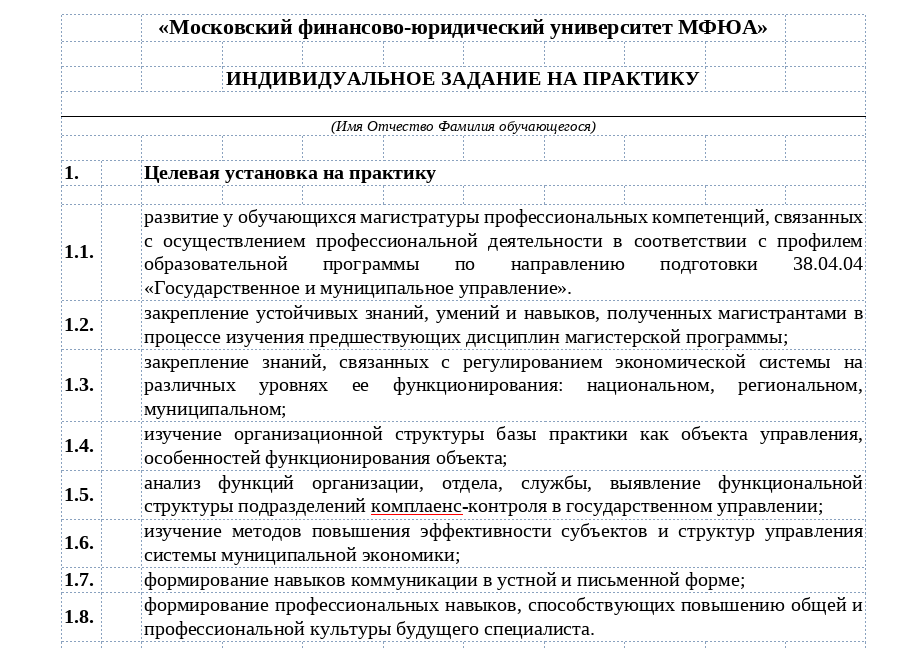 «Московский финансово-юридический университет МФЮА»
ИНДИВИДУАЛЬНОЕ ЗАДАНИЕ НА ПРАКТИКУ
(Имя Отчество Фамилия обучающегося)
1. Целевая установка на практику
развитие у обучающихся магистратуры профессиональных компетенций, связанных
1.1. с осуществлением профессиональной деятельности в соответствии с профилем
образовательной программы по направлению подготовки 38.04.04
«Государственное и муниципальное управление».
1.2. закрепление устойчивых знаний, умений и навыков, полученных магистрантами в
процессе изучения предшествующих дисциплин магистерской программы;
закрепление знаний, связанных с регулированием экономической системы на
1.3. различных уровнях ее функционирования: национальном, региональном,
муниципальном;
1.4. изучение организационной структуры базы практики как объекта управления,
особенностей функционирования объекта;
1.5. анализ функций организации, отдела, службы, выявление функциональной
структуры подразделений комплаенс-контроля в государственном управлении;
1.6. изучение методов повышения эффективности субъектов и структур управления
системы муниципальной экономики;
1.7. формирование навыков коммуникации в устной и письменной форме;
1.8. формирование профессиональных навыков, способствующих повышению общей и
профессиональной культуры будущего специалиста.